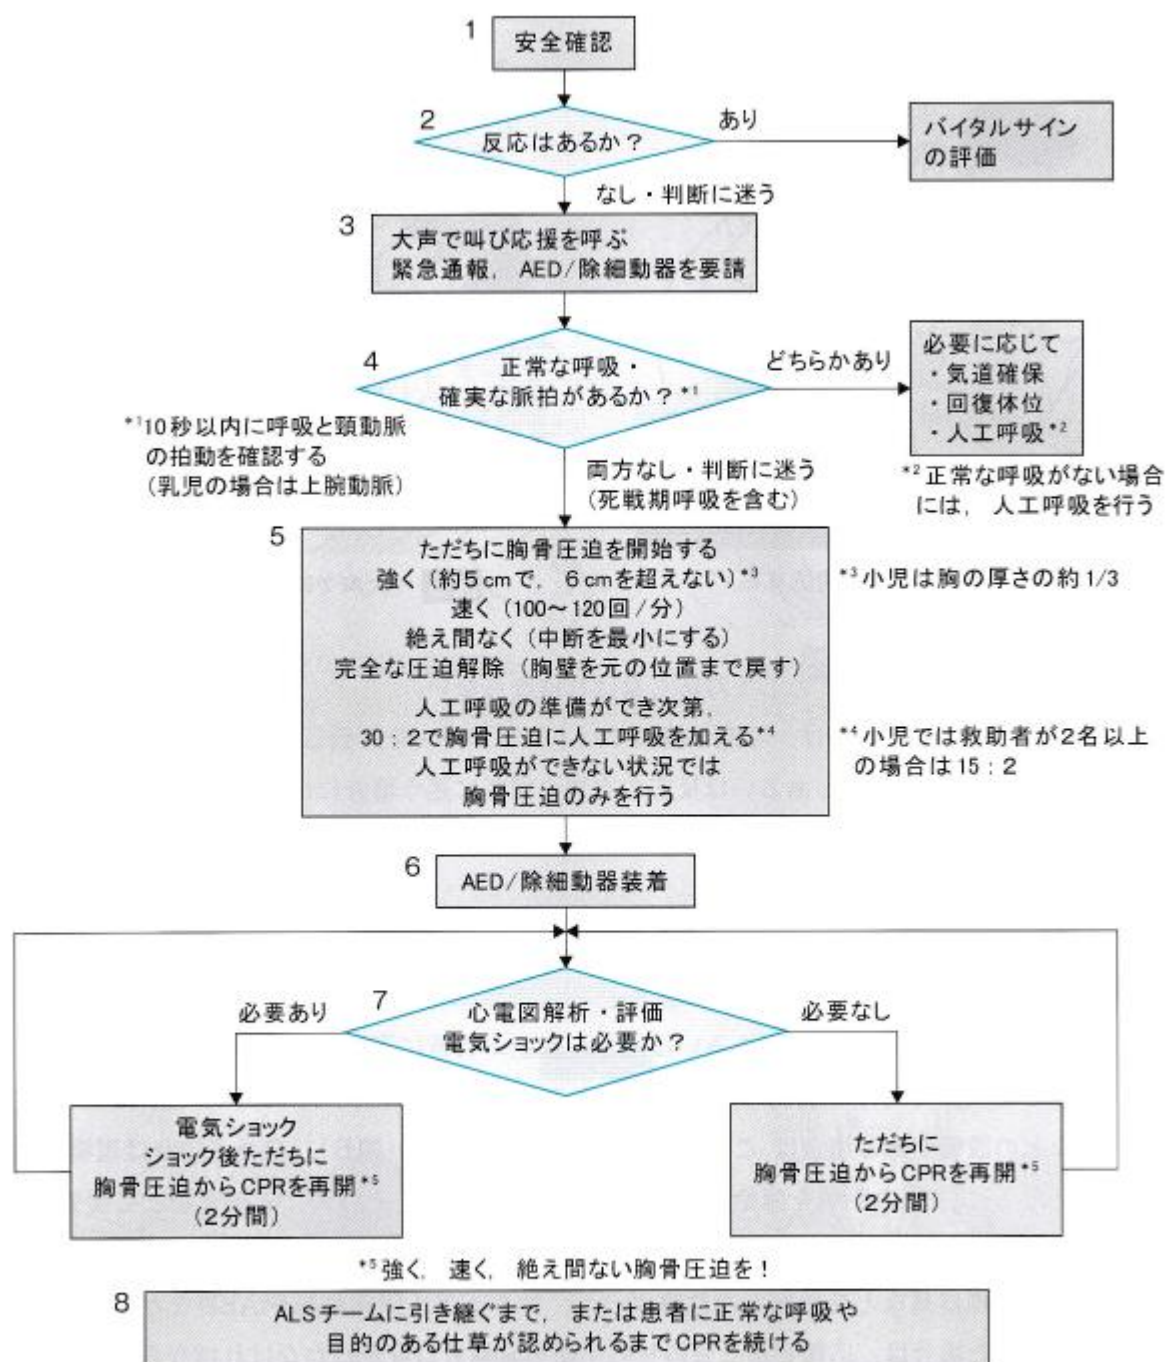 1
安全確認
2
反応はあるか？
あり
バイタルサイン
の評価
なし・判断に迷う
3
大声で叫び応援を呼ぶ
緊急通報，AED/除細動器を要請
4
正常な呼吸・
確実な脈拍があるか？*1
どちらかあり
必要に応じて
・気道確保
・回復体位
・人工呼吸*2
*1 10秒以内に呼吸と頸動脈
の拍動を確認する
（乳児の場合は上腕動脈）
両方なし・判断に迷う
（死戦期呼吸を含む）
*2 正常な呼吸がない場合
には，人工呼吸を行う
5
ただちに胸骨圧迫を開始する
強く（約5cmで，6cmを超えない）*3
速く（100～120回/分）
絶え間なく（中断を最小にする）
完全な圧迫解除（胸壁を元の位置まで戻す）
人工呼吸の準備ができ次第，
30：2で胸骨圧迫に人工呼吸を加える*4
人工呼吸ができない状況では
胸骨圧迫のみを行う
*3 小児は胸の厚さの約1/3
*4 小児では救助者が2名以上
の場合は15：2
6
AED/除細動器装着
7
心電図解析・評価
電気ショックは必要か？
必要あり
必要なし
電気ショック
ショック後ただちに
胸骨圧迫からCPRを再開*5
（2分間）
ただちに
胸骨圧迫からCPRを再開*5
（2分間）
*5 強く，速く，絶え間ない胸骨圧迫を！
8
ALSチームに引き継ぐまで，または患者に正常な呼吸や
目的のある仕草が認められるまでCPRを続ける